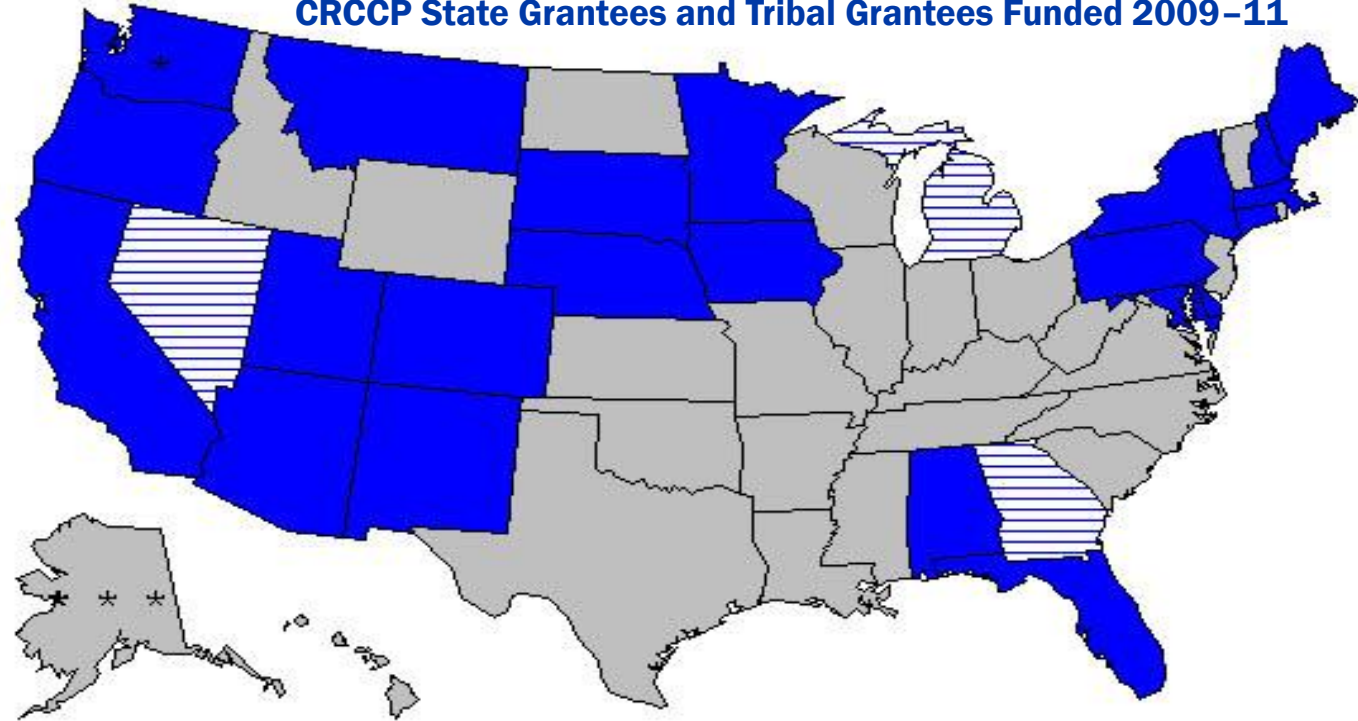 CRCCP State Grantees and Tribal Grantees Funded 2009–11
*
* * *